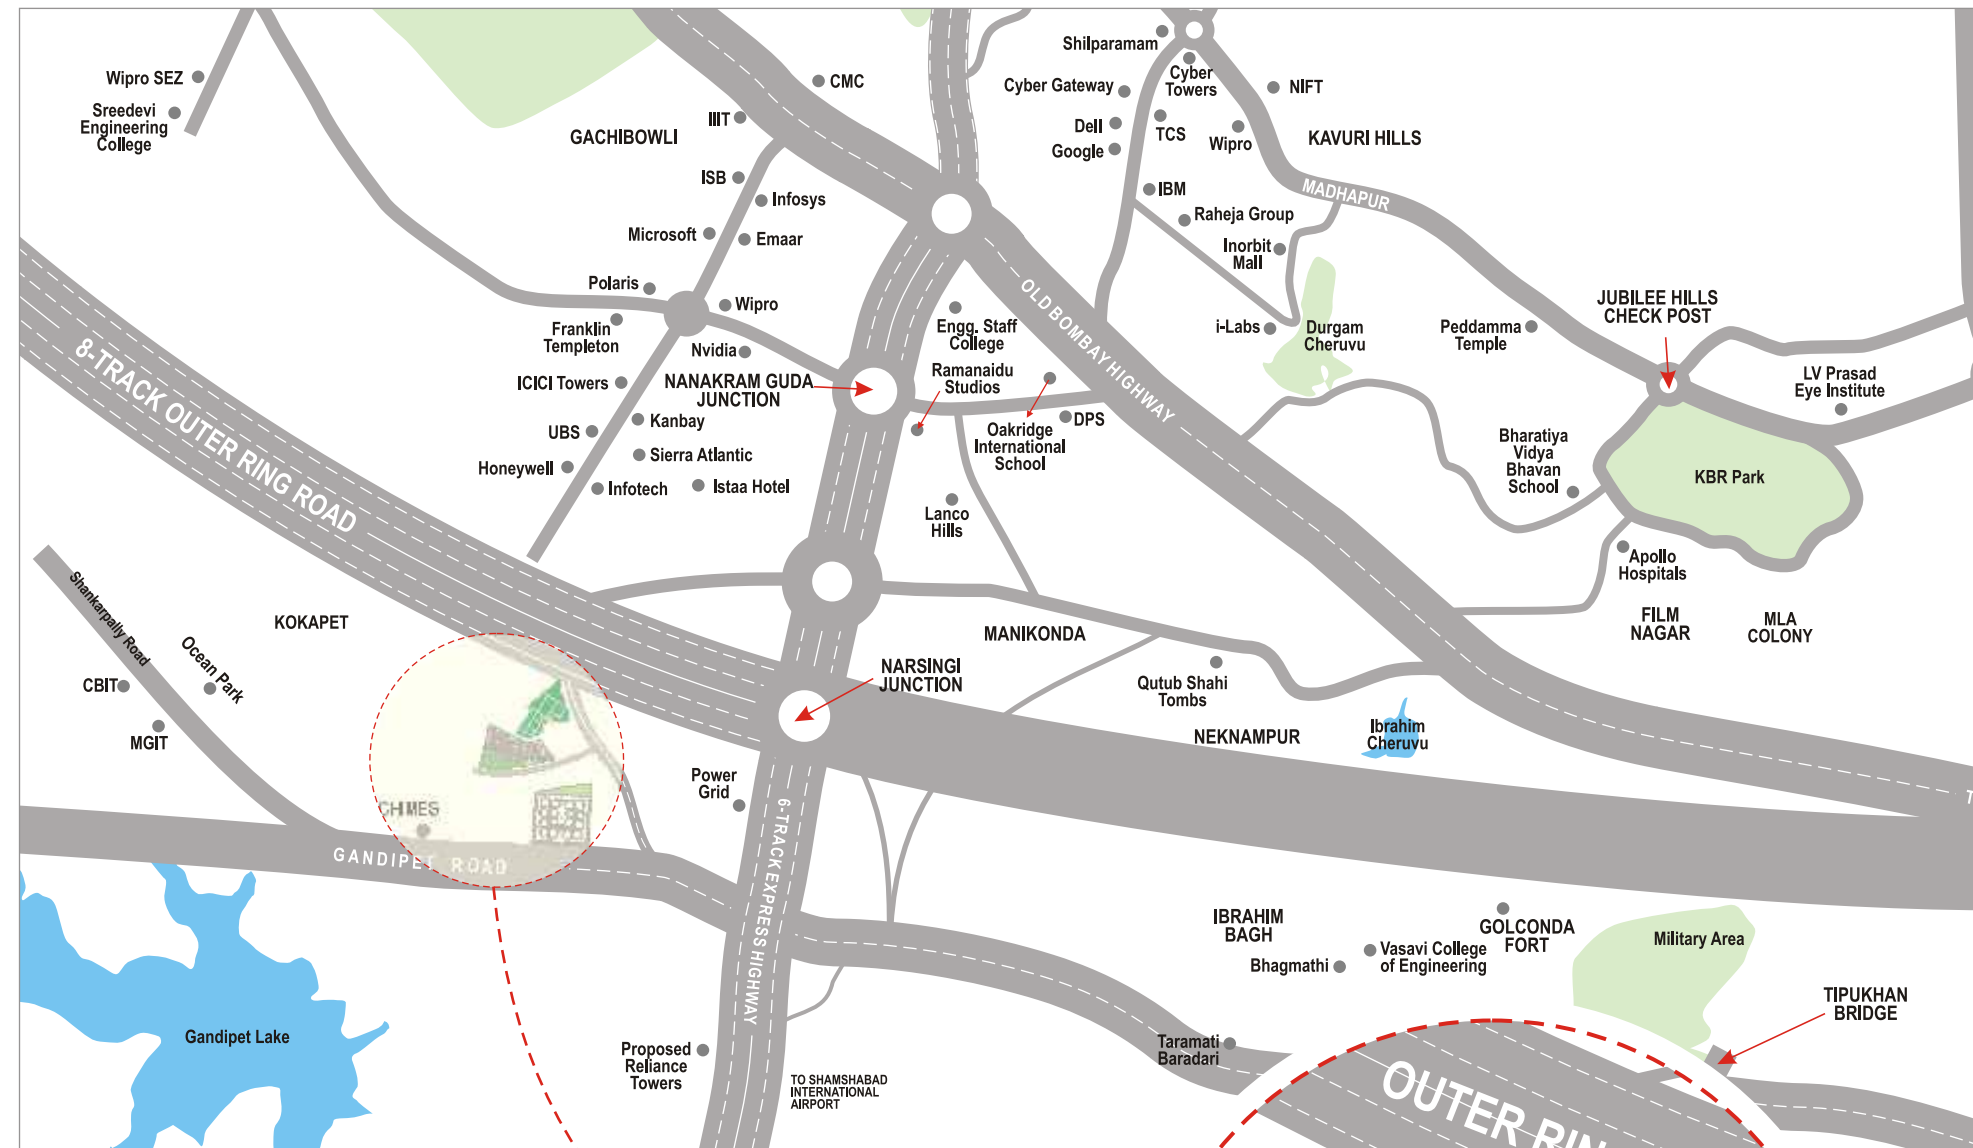 Shilparamam
Wipro SEZ
CMC
Cyber
Towers
Cyber Gateway
NIFT
Sreedevi
Engineering
College
IIIT
GACHIBOWLI
Dell
TCS
Wipro
KAVURI HILLS
Google
ISB
Infosys
IBM
MADHAPUR
Raheja Group
Microsoft
Emaar
Inorbit
Mall
Polaris
Wipro
OLD BOMBAY HIGHWAY
JUBILEE HILLS
CHECK POST
Franklin
Templeton
Engg. Staff
College
i-Labs
Durgam
Cheruvu
Peddamma
Temple
8-TRACK OUTER RING ROAD
Nvidia
ICICI Towers
NANAKRAM GUDA
JUNCTION
Ramanaidu
Studios
LV Prasad
Eye Institute
Kanbay
UBS
DPS
Oakridge
International
School
Bharatiya
Vidya
Bhavan
School
Sierra Atlantic
Honeywell
Infotech
Istaa Hotel
KBR Park
Lanco
Hills
Apollo
Hospitals
Shankarpally Road
KOKAPET
MANIKONDA
FILM
NAGAR
MLA
COLONY
Ocean Park
NARSINGI
JUNCTION
CBIT
Qutub Shahi
Tombs
MGIT
NEKNAMPUR
Ibrahim
Cheruvu
Power
Grid
CHIMES
6-TRACK EXPRESS HIGHWAY
GANDIPET ROAD
IBRAHIM
BAGH
GOLCONDA
FORT
Military Area
Vasavi College
of Engineering
Bhagmathi
TIPUKHAN
BRIDGE
Gandipet Lake
Proposed
Reliance
Towers
Taramati
Baradari
TO SHAMSHABAD
INTERNATIONAL
AIRPORT
OUTER RIN